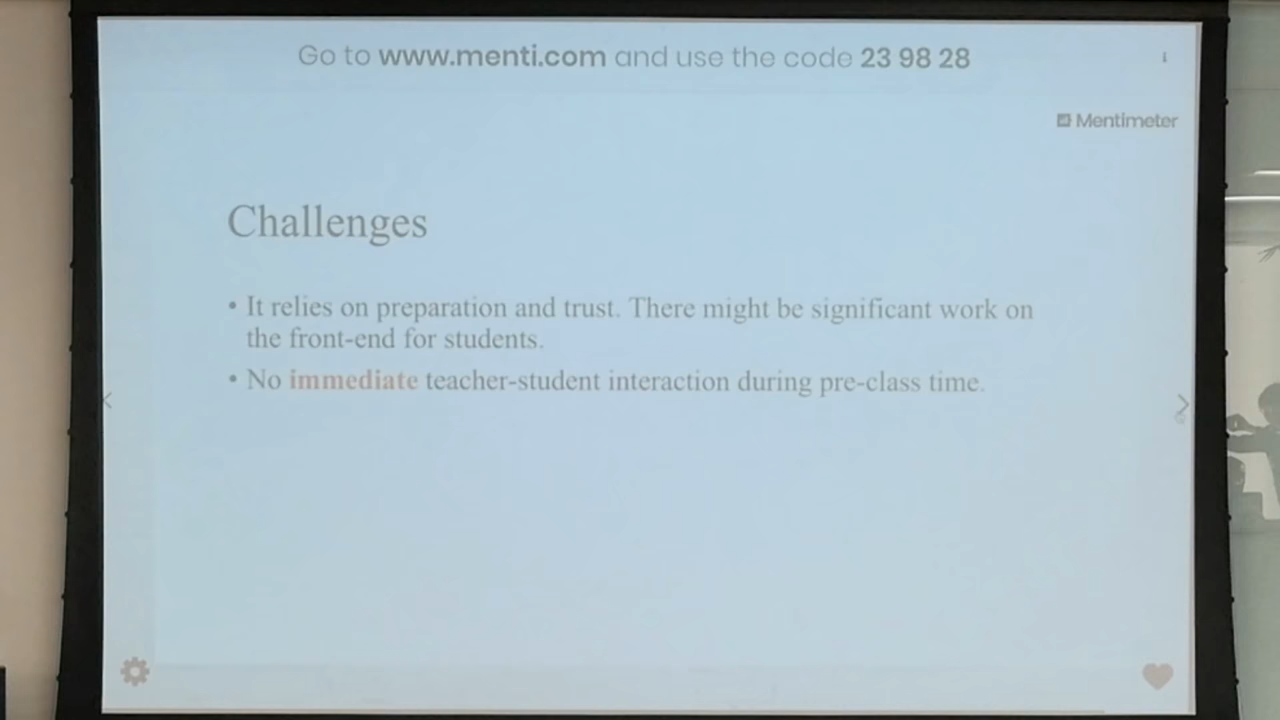 Go to www.menti.com and use the code 23 98 28
Mentimeter
Challenges
• It relies on preparation and trust. There might be significant work on
the front-end for students.
• No immediate teacher-student interaction during pre-class time.